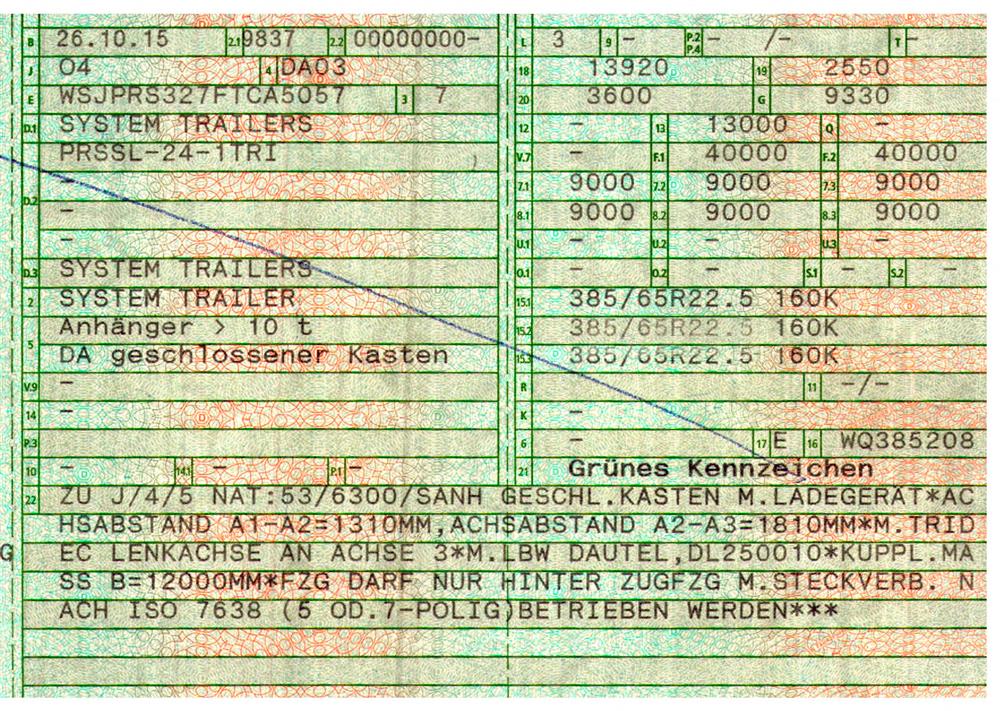 B 26.10.15 2.1 9837 2.2 00000000-
J 04 4 DA03
E WSJPRS327FTCA5057 3 7
D.1 SYSTEM TRAILERS
PRSSL-24-1TRI
D.2 -
-
-
D.3 SYSTEM TRAILERS
2 SYSTEM TRAILER
5 Anhänger > 10 t
DA geschlossener Kasten
V.9 -
14 -
P.3
10 - 14.1 - P.1 -
L 3 9 - P.2 P.4 - /- T -
18 13920 19 2550
20 3600 G 9330
12 - 13 13000 Q -
V.7 - F.1 40000 F.2 40000
7.1 9000 7.2 9000 7.3 9000
8.1 9000 8.2 9000 8.3 9000
U.1 - U.2 - U.3 -
O.1 - O.2 - S.1 - S.2 -
15.1 385/65R22.5 160K
15.2 385/65R22.5 160K
15.3 385/65R22.5 160K
R 11 -/-
K -
6 - 17 E 16 WQ385208
21 Grünes Kennzeichen
22 ZU J/4/5 NAT:53/6300/SANH GESCHL.KASTEN M.LADEGERÄT*AC
HSABSTAND A1-A2=1310MM,ACHSABSTAND A2-A3=1810MM*M.TRID
G EC LENKACHSE AN ACHSE 3*M.LBW DAUTEL,DL250010*KUPPL.MA
SS B=12000MM*FZG DARF NUR HINTER ZUGFZG M.STECKVERB. N
ACH ISO 7638 (5 OD.7-POLIG)BETRIEBEN WERDEN***